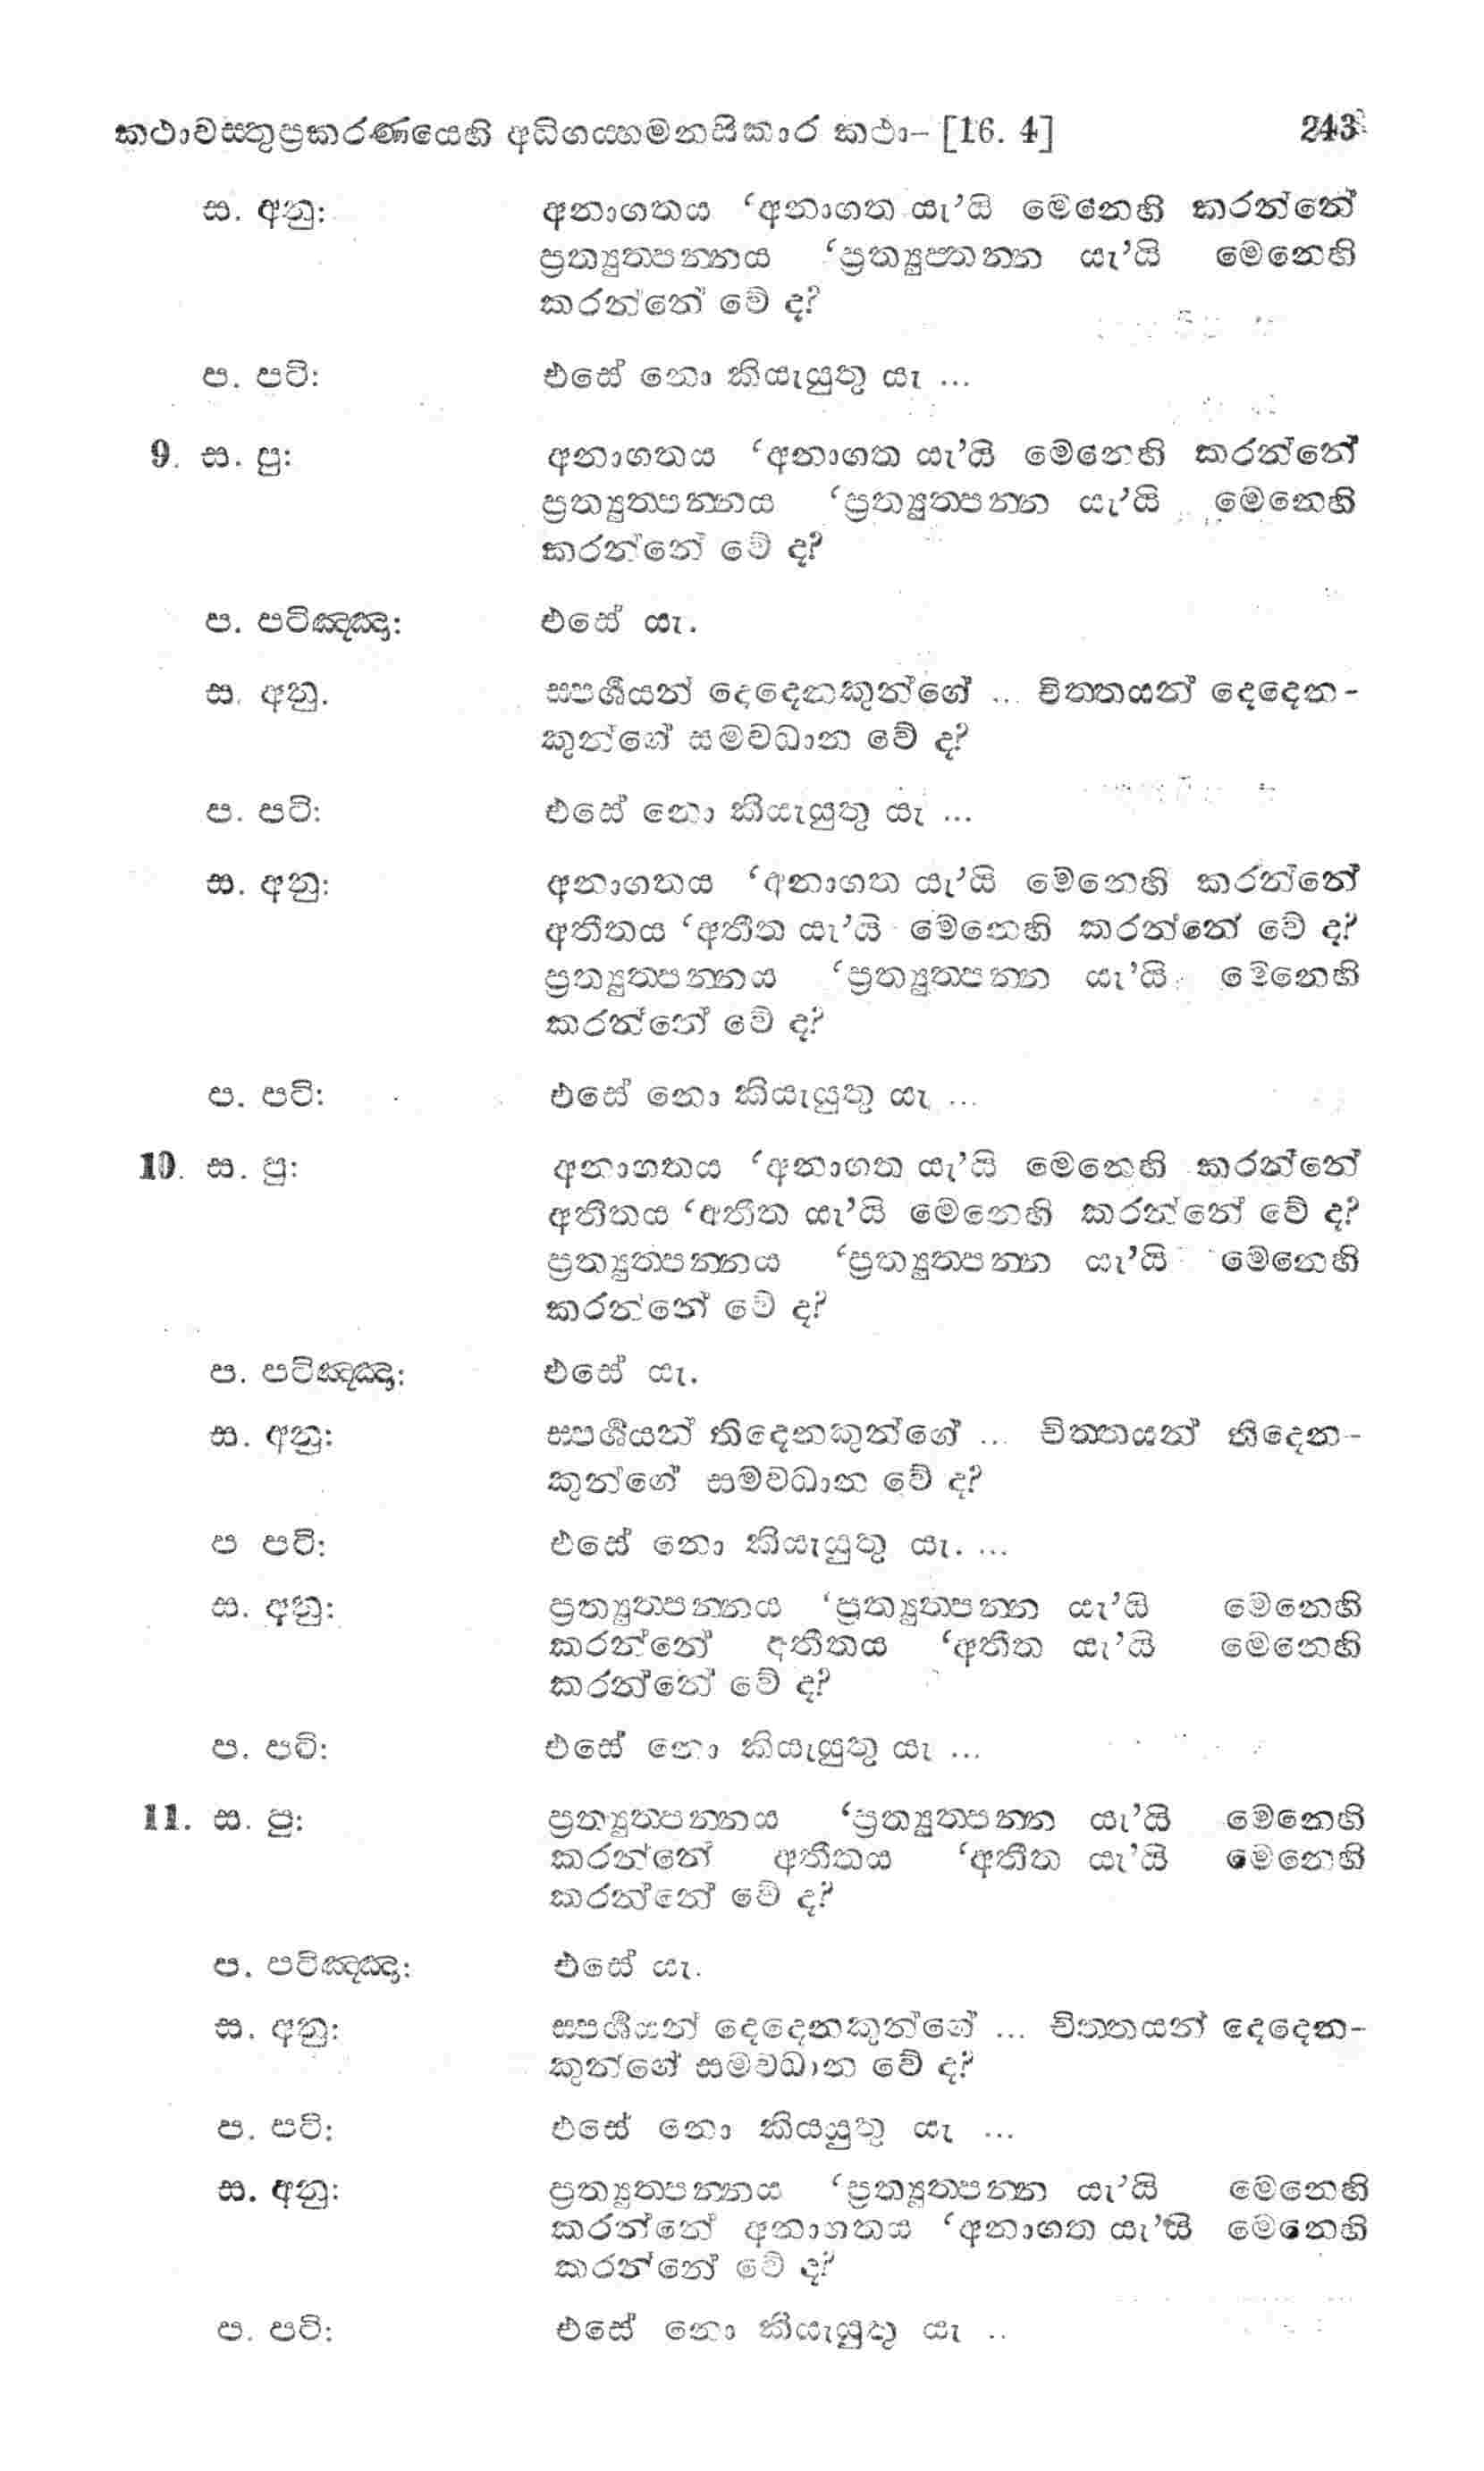 කථාවස්තුප්‍රකරණයෙහි අධිගය්හමනසිකාර කථා- [16. 4] 243
ස. අනු: අනාගතය ‘අනාගත යැ’යි මෙනෙහි කරන්නේ
ප්‍රත්‍යුත්පන්නය ‘ප්‍රත්‍යුප්තන්න යැ’යි මෙනෙහි
කරන්නේ වේ ද?
ප. පටි: එසේ නො කියැයුතු යැ ...
9. ස. පු: අනාගතය ‘අනාගත යැ’යි මෙනෙහි කරන්නේ
ප්‍රත්‍යුත්පන්නය ‘ප්‍රත්‍යුත්පන්න යැ’යි මෙනෙහි
කරන්නේ වේ ද?
ප. පටිඤ්ඤා: එසේ යැ.
ස. අනු. ස්පර්ශයන් දෙදෙනකුන්ගේ ... චිත්තයන් දෙදෙන-
කුන්ගේ සමවධාන වේ ද?
ප. පටි: එසේ නො කියැයුතු යැ ...
ස. අනු: අනාගතය ‘අනාගත යැ’යි මෙනෙහි කරන්නේ
අතීතය ‘අතීත යැ’යි මෙනෙහි කරන්නේ වේ ද?
ප්‍රත්‍යුත්පන්නය ‘ප්‍රත්‍යුත්පන්න යැ’යි මෙනෙහි
කරන්නේ වේ ද?
ප. පටි: එසේ නො කියැයුතු යැ ...
10. ස. පු: අනාගතය ‘අනාගත යැ’යි මෙනෙහි කරන්නේ
අතීතය ‘අතීත යැ’යි මෙනෙහි කරන්නේ වේ ද?
ප්‍රත්‍යුත්පන්නය ‘ප්‍රත්‍යුත්පන්න යැ’යි මෙනෙහි
කරන්නේ වේ ද?
ප. පටිඤ්ඤා: එසේ යැ.
ස. අනු: ස්පර්ශයන් තිදෙනකුන්ගේ ... චිත්තයන් තිදෙන-
කුන්ගේ සමවධාන වේ ද?
ප පටි: එසේ නො කියැයුතු යැ. ...
ස. අනු: ප්‍රත්‍යුත්පන්නය ‘ප්‍රත්‍යුත්පන්න යැ’යි මෙනෙහි
කරන්නේ අතීතය ‘අතීත යැ’යි මෙනෙහි
කරන්නේ වේ ද?
ප. පටි: එසේ නො කියැයුතු යැ ...
11. ස. පු: ප්‍රත්‍යුත්පන්නය ‘ප්‍රත්‍යුත්පන්න යැ’යි මෙනෙහි
කරන්නේ අතීතය ‘අතීත යැ’යි මෙනෙහි
කරන්නේ වේ ද?
ප. පටිඤ්ඤා: එසේ යැ.
ස. අනු: ස්පර්ශයන් දෙදෙනකුන්ගේ ... චිත්තයන් දෙදෙන-
කුන්ගේ සමවධාන වේ ද?
ප. පටි: එසේ නො කියයුතු යැ ...
ස. අනු: ප්‍රත්‍යුත්පන්නය ‘ප්‍රත්‍යුත්පන්න යැ’යි මෙනෙහි
කරන්නේ අනාගතය ‘අනාගත යැ’යි මෙනෙහි
කරන්නේ වේ ද?
ප. පටි: එසේ නො කියැයුතු යැ ..